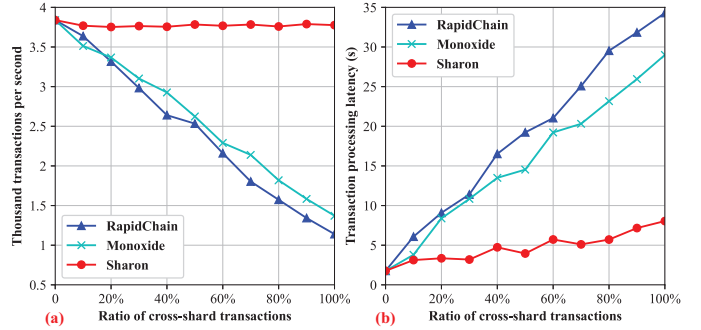 4
3.5
3
2.5
2
1.5
1
0.5
Thousand transactions per second
RapidChain
Monoxide
Sharon
0 20% 40% 60% 80% 100%
Ratio of cross-shard transactions
(a)
35
30
25
20
15
10
5
0
Transaction processing latency (s)
RapidChain
Monoxide
Sharon
0 20% 40% 60% 80% 100%
Ratio of cross-shard transactions
(b)